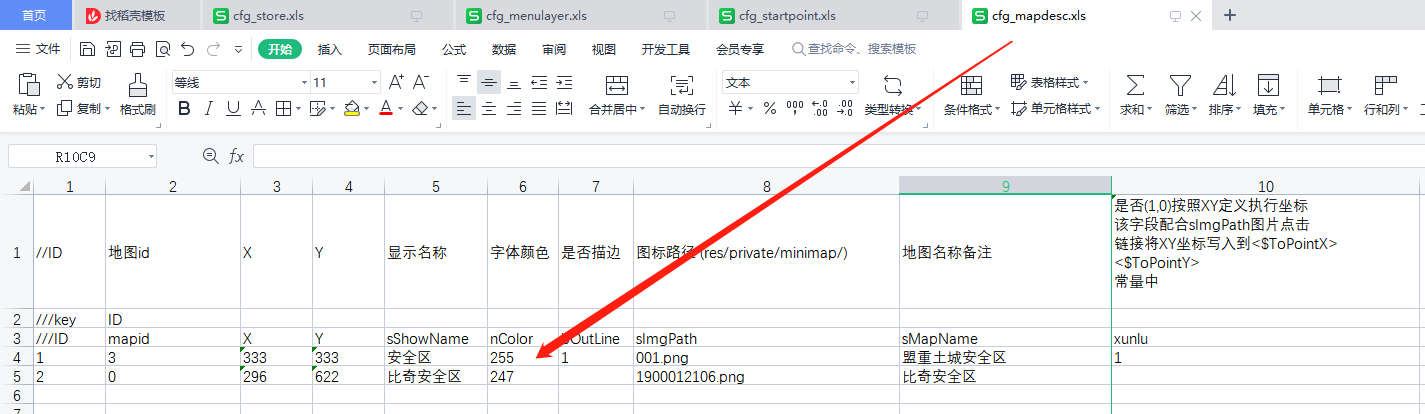 首页 找稻壳模板 cfg_store.xls cfg_menulayer.xls cfg_startpoint.xls cfg_mapdesc.xls
文件 开始 插入 页面布局 公式 数据 审阅 视图 开发工具 会员专享 查找命令、搜索模板
粘贴 剪切 复制 格式刷 等线 11 合并居中 自动换行 文本 类型转换 条件格式 表格样式 单元格样式 求和 筛选 排序 填充 单元格 行和列
R10C9 fx
1 2 3 4 5 6 7 8 9 10
1 //ID 地图id X Y 显示名称 字体颜色 是否描边 图标路径 (res/private/minimap/) 地图名称备注
是否(1,0)按照XY定义执行坐标
该字段配合sImgPath图片点击
链接将XY坐标写入到<$ToPointX>
<$ToPointY>
常量中
2 ///key ID
3 ///ID mapid X Y sShowName nColor OutLine sImgPath sMapName xunlu
4 1 3 333 333 安全区 255 1 001.png 盟重土城安全区 1
5 2 0 296 622 比奇安全区 247 1900012106.png 比奇安全区
6